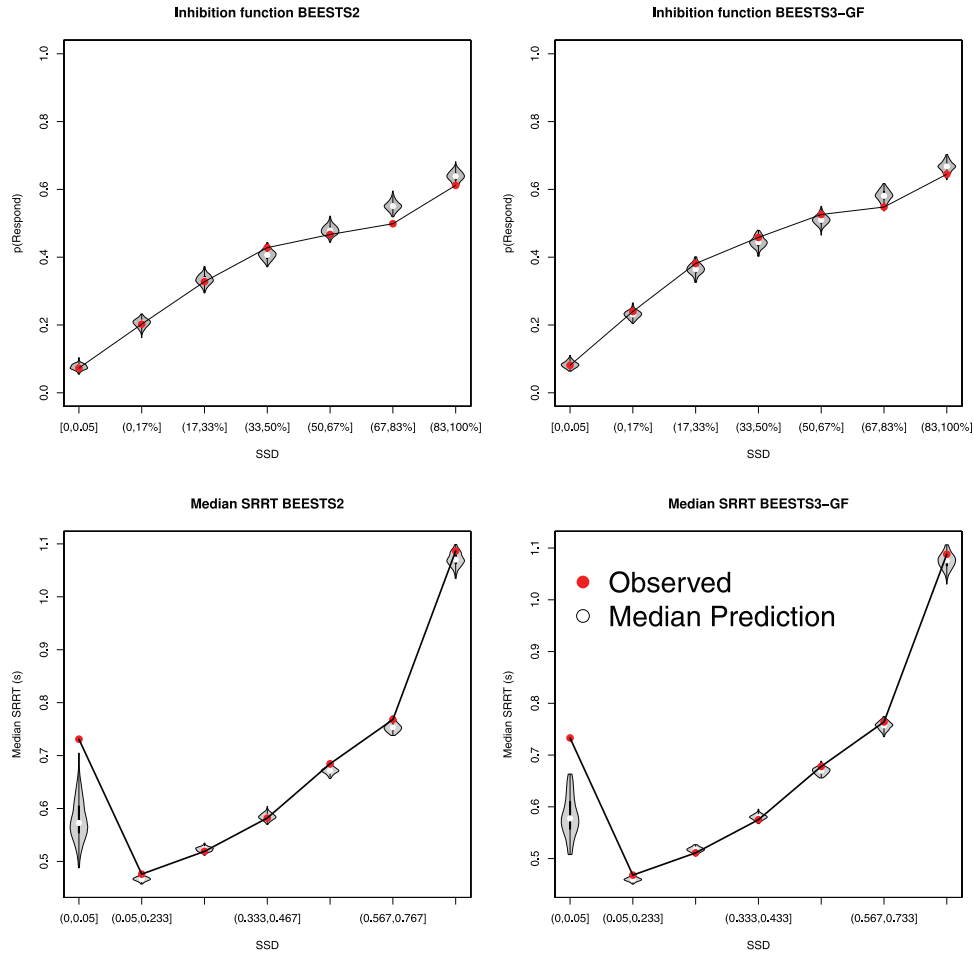 Inhibition function BEESTS2
p(Respond)
1.0
0.8
0.6
0.4
0.2
0.0
[0,0.05] (0,17%] (17,33%] (33,50%] (50,67%] (67,83%] (83,100%]
SSD
Inhibition function BEESTS3−GF
p(Respond)
1.0
0.8
0.6
0.4
0.2
0.0
[0,0.05] (0,17%] (17,33%] (33,50%] (50,67%] (67,83%] (83,100%]
SSD
Median SRRT BEESTS2
Median SRRT (s)
1.1
1.0
0.9
0.8
0.7
0.6
0.5
(0,0.05] (0.05,0.233] (0.333,0.467] (0.567,0.767]
SSD
Median SRRT BEESTS3−GF
Observed
Median Prediction
Median SRRT (s)
1.1
1.0
0.9
0.8
0.7
0.6
0.5
(0,0.05] (0.05,0.233] (0.333,0.433] (0.567,0.733]
SSD